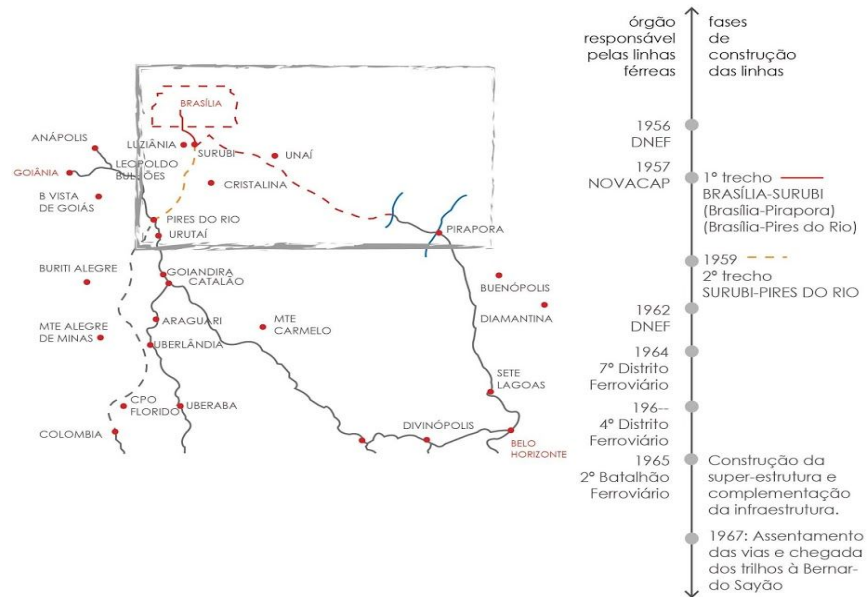 órgão
responsável
pelas linhas
férreas
fases
de
construção
das linhas
BRASÍLIA
ANÁPOLIS
LUZIÂNIA
SURUBI
UNAÍ
GOIÂNIA
LEOPOLDO
BULHÕES
CRISTALINA
B VISTA
DE GOIÁS
PIRES DO RIO
URUTAÍ
PIRAPORA
BURITI ALEGRE
GOIANDIRA
CATALÃO
BUENÓPOLIS
DIAMANTINA
MTE ALEGRE
DE MINAS
ARAGUARI
UBERLÂNDIA
MTE
CARMELO
SETE
LAGOAS
CPO
FLORIDO
UBERABA
COLOMBIA
DIVINÓPOLIS
BELO
HORIZONTE
1956
DNEF
1957
NOVACAP
1º trecho
BRASÍLIA-SURUBI
(Brasília-Pirapora)
(Brasília-Pires do Rio)
1959
2º trecho
SURUBI-PIRES DO RIO
1962
DNEF
1964
7º Distrito
Ferroviário
196--
4º Distrito
Ferroviário
1965
2º Batalhão
Ferroviário
Construção da
super-estrutura e
complementação
da infraestrutura.
1967: Assentamento
das vias e chegada
dos trilhos à Bernar-
do Sayão